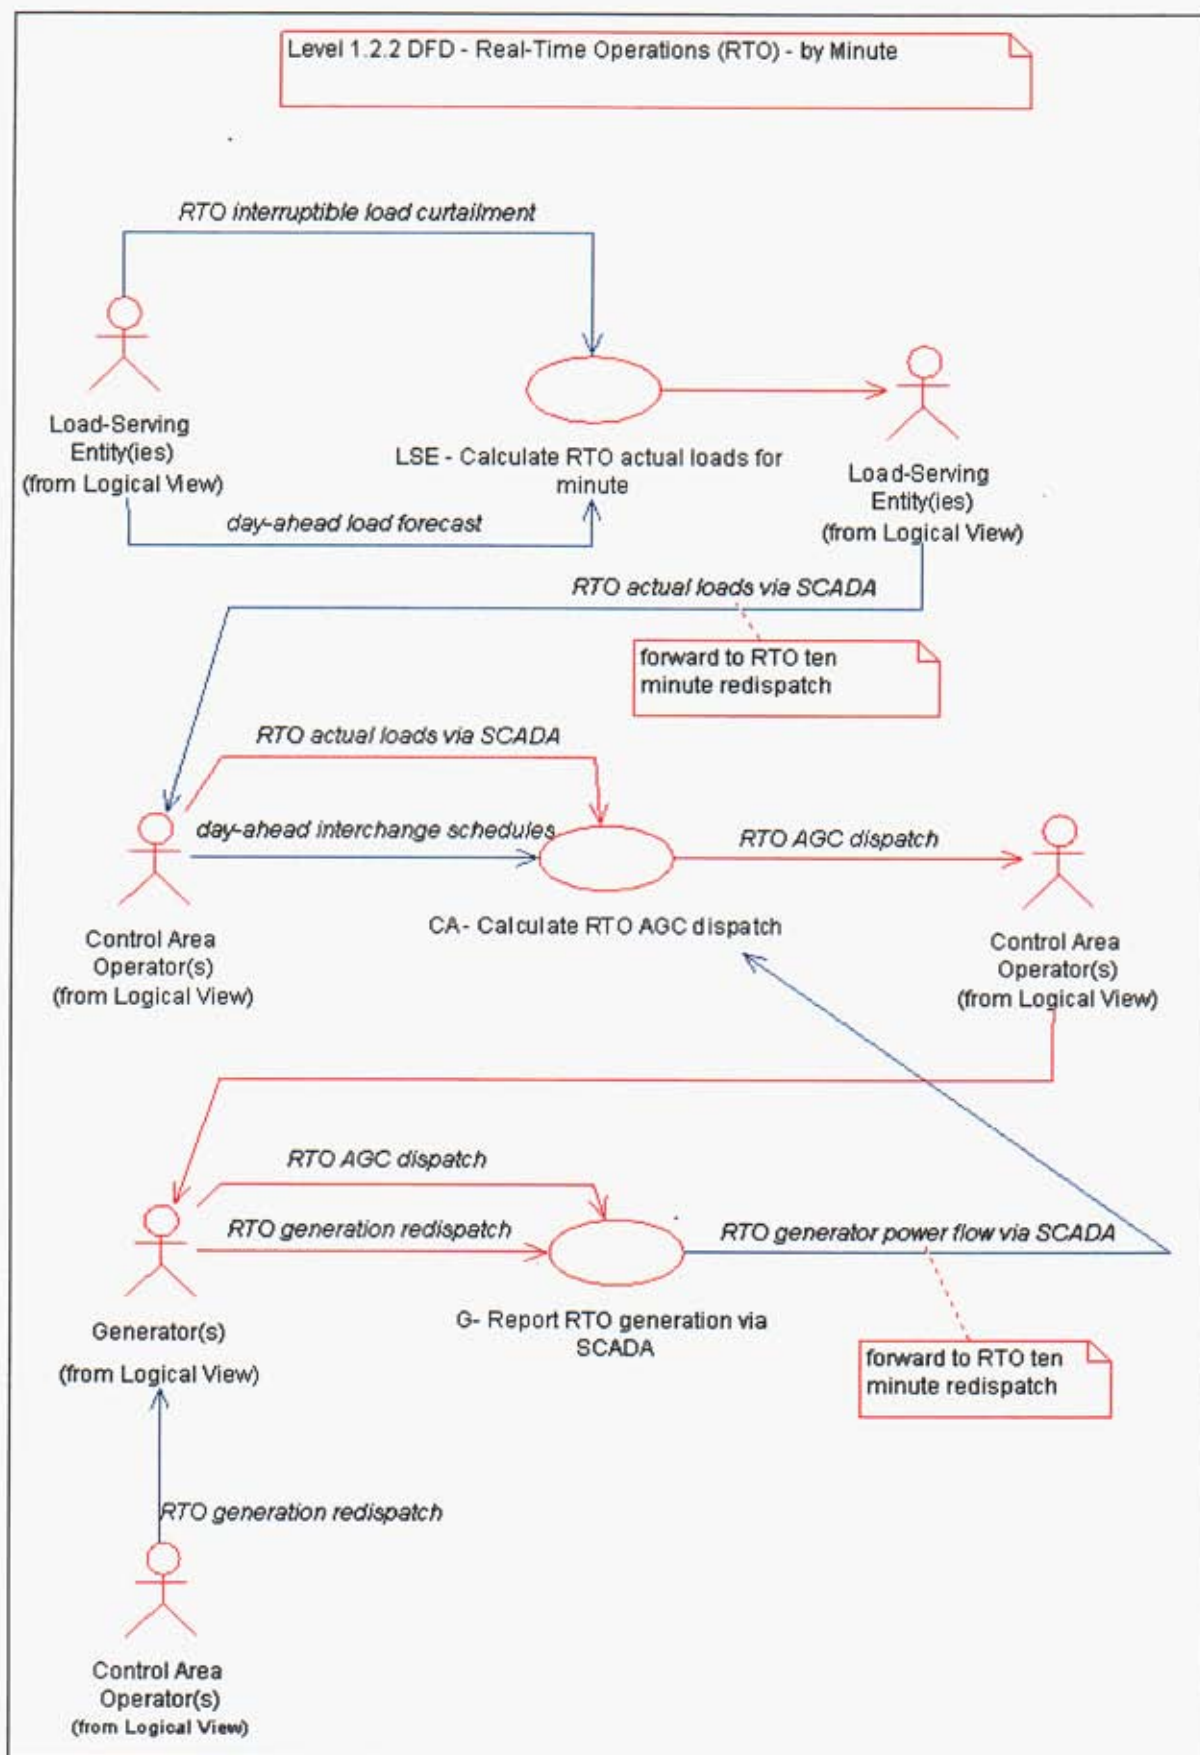 Level 1.2.2 DFD - Real-Time Operations (RTO) - by Minute
RTO interruptible load curtailment
Load-Serving
Entity(ies)
(from Logical View)
LSE - Calculate RTO actual loads for
minute
Load-Serving
Entity(ies)
(from Logical View)
day-ahead load forecast
RTO actual loads via SCADA
forward to RTO ten
minute redispatch
RTO actual loads via SCADA
day-ahead interchange schedules
RTO AGC dispatch
CA- Calculate RTO AGC dispatch
Control Area
Operator(s)
(from Logical View)
Control Area
Operator(s)
(from Logical View)
RTO AGC dispatch
RTO generation redispatch
RTO generator power flow via SCADA
G- Report RTO generation via
SCADA
Generator(s)
(from Logical View)
forward to RTO ten
minute redispatch
RTO generation redispatch
Control Area
Operator(s)
(from Logical View)